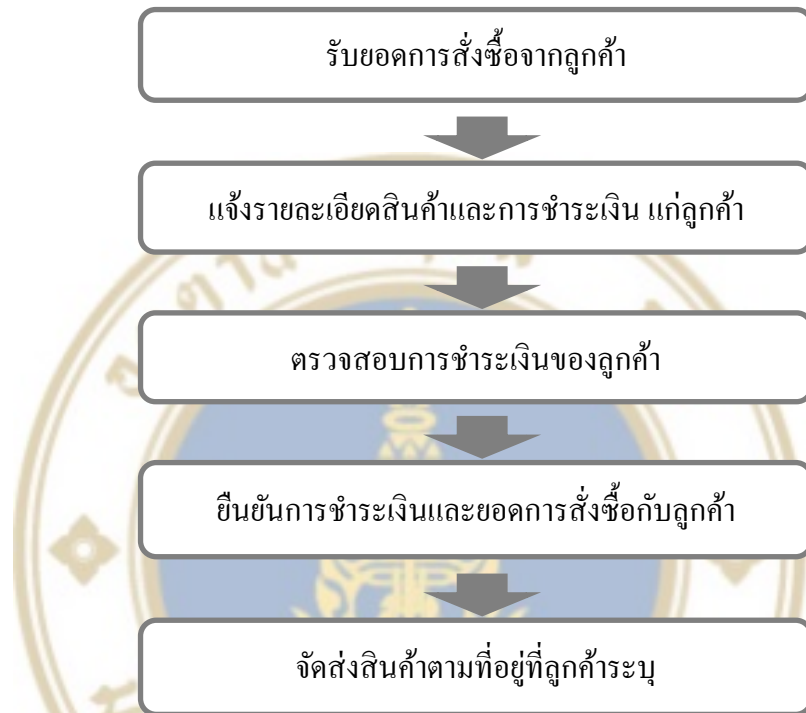 รับยอดการสั่งซื้อจากลูกค้า
แจ้งรายละเอียดสินค้าและการชำระเงิน แก่ลูกค้า
ตรวจสอบการชำระเงินของลูกค้า
ยืนยันการชำระเงินและยอดการสั่งซื้อกับลูกค้า
จัดส่งสินค้าตามที่อยู่ที่ลูกค้าระบุ